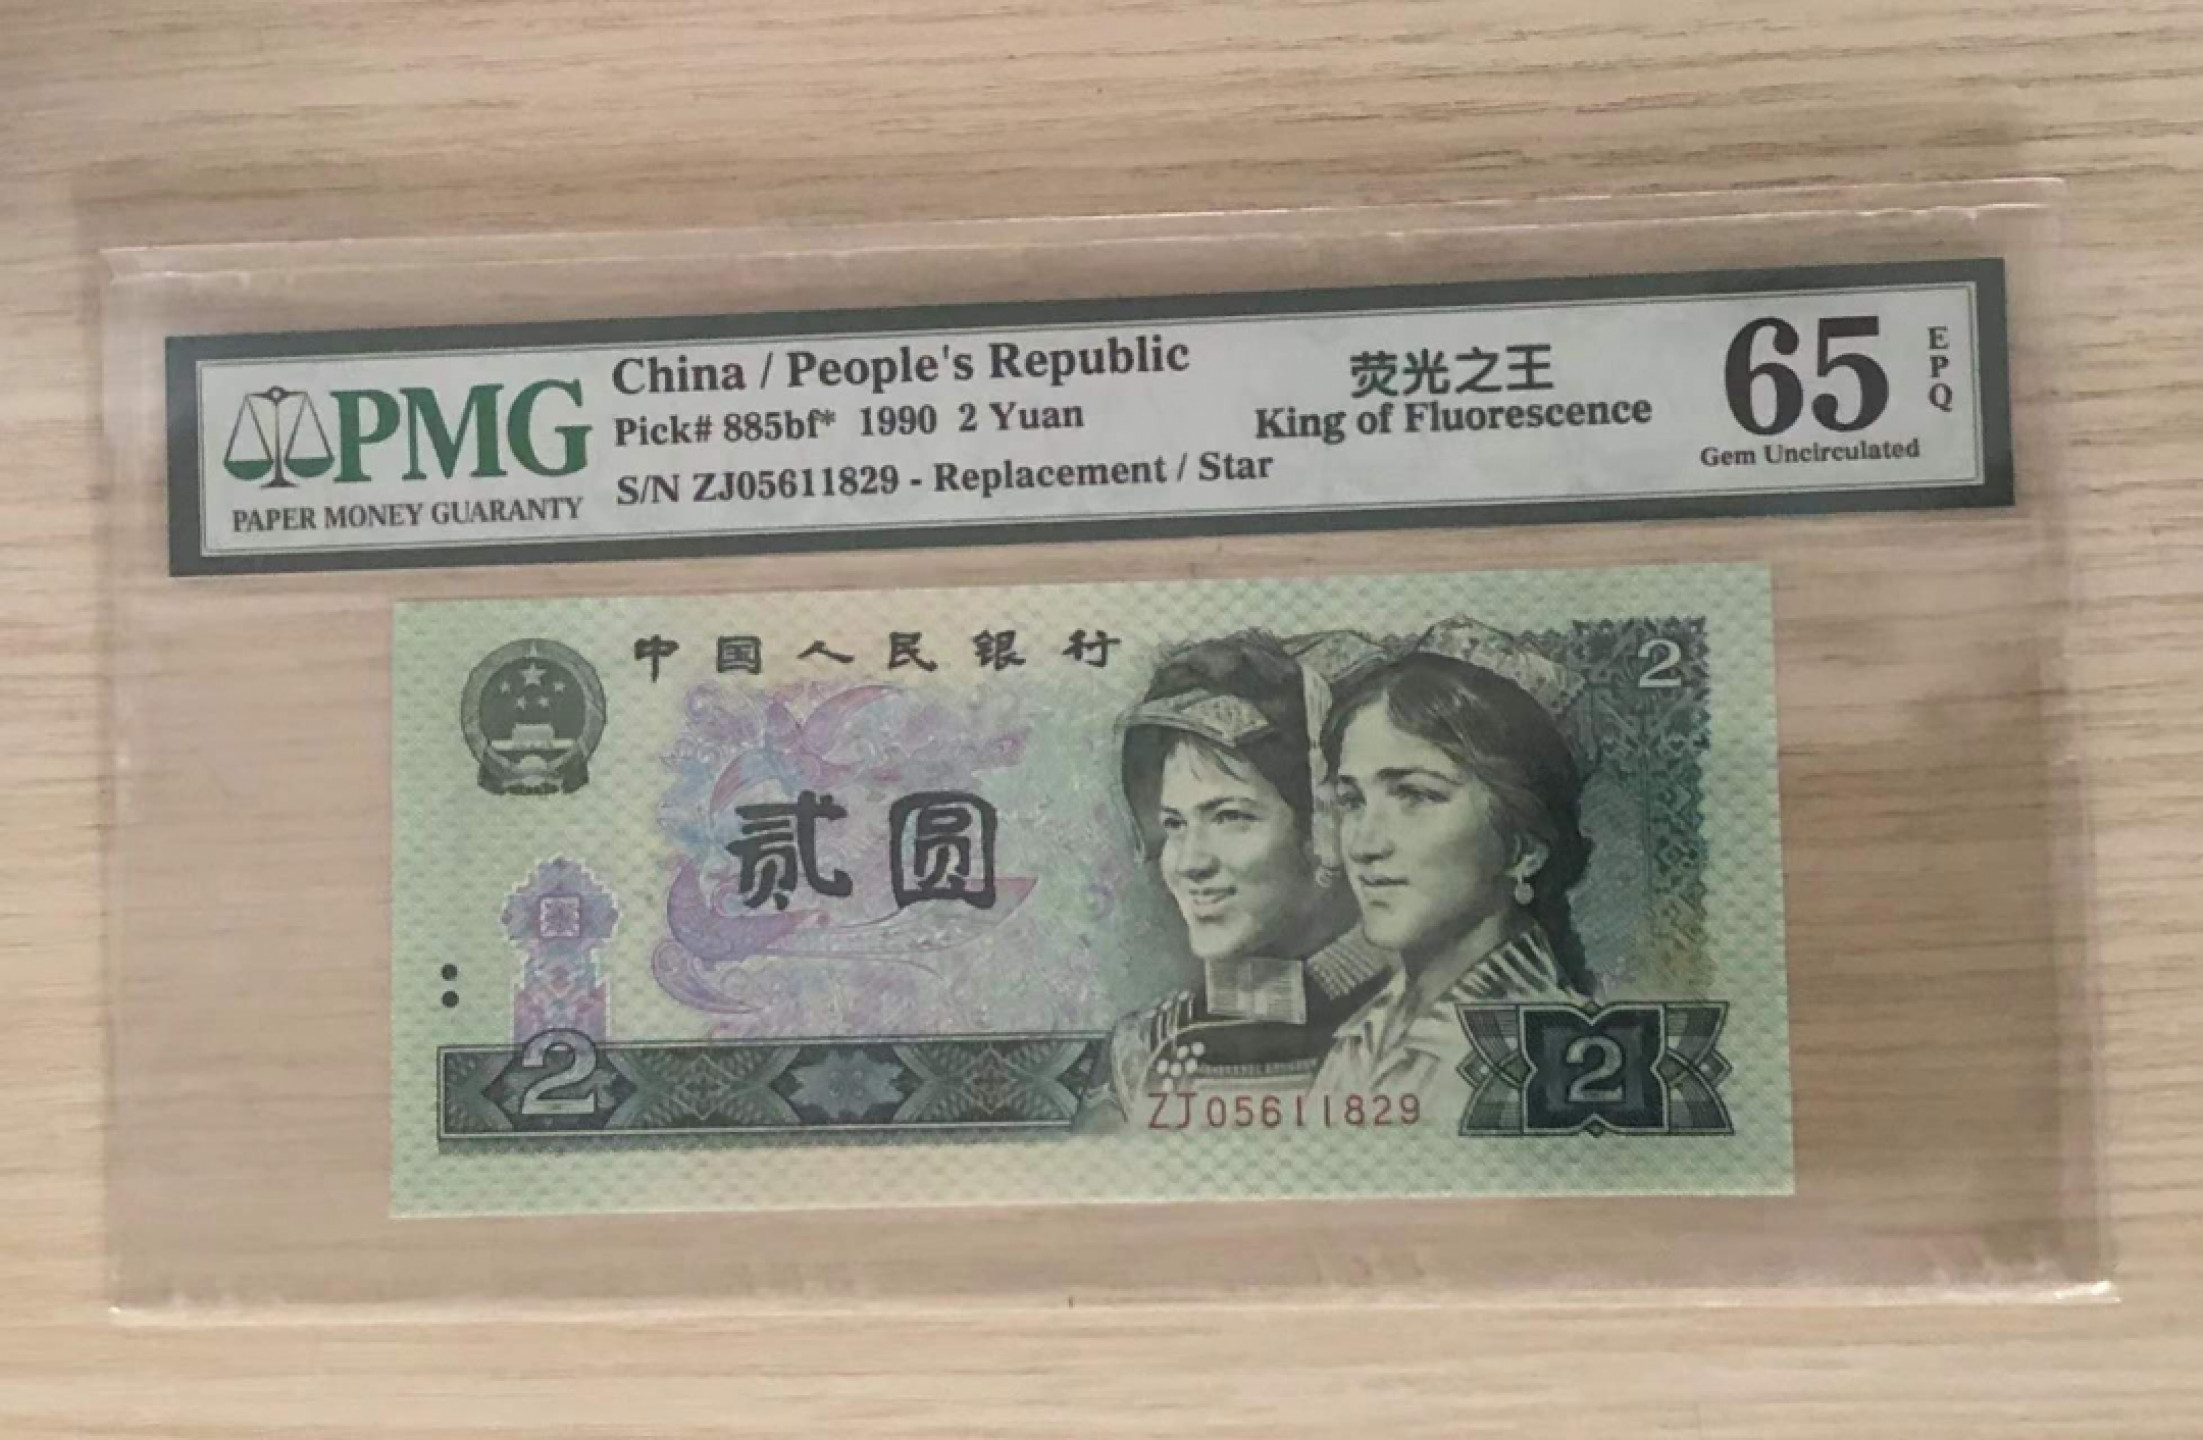 PMG
PAPER MONEY GUARANTY
China / People's Republic
Pick# 885bf* 1990 2 Yuan
S/N ZJ05611829 - Replacement / Star
荧光之王
King of Fluorescence
65
EPQ
Gem Uncirculated
中国人民银行
2
贰圆
2
ZJ05611829
2